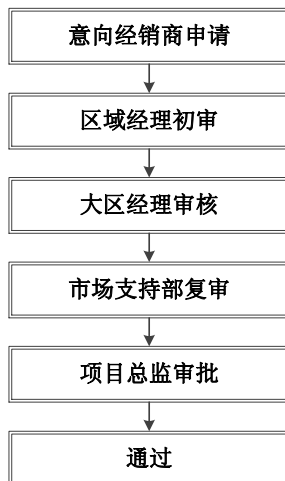 意向经销商申请
区域经理初审
大区经理审核
市场支持部复审
项目总监审批
通过